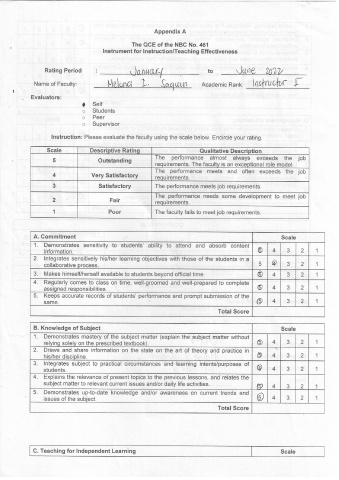 Appendix A
The QCE of the NBC No. 461
Instrument for Instruction/Teaching Effectiveness
Rating Period : January to June 2022
Name of Faculty: Academic Rank Instructor I
Evaluators:
Self
Students
Peer
Supervisor
Instruction: Please evaluate the faculty using the scale below. Encircle your rating.
Scale Descriptive Rating Qualitative Description
5 Outstanding The performance almost always exceeds the job
requirements. The faculty is an exceptional role model
4 Very Satisfactory The performance meets and often exceeds the job
requirements
3 Satisfactory The performance meets job requirements
2 Fair The performance needs some development to meet job
requirements.
1 Poor The faculty fails to meet job requirements.
A. Commitment Scale
1. Demonstrates sensitivity to students' ability to attend and absorb content
information. 5 4 3 2 1
2. Integrates sensitively his/her learning objectives with those of the students in a
collaborative process. 5 4 3 2 1
3. Makes himself/herself available to students beyond official time 5 4 3 2 1
4. Regularly comes to class on time, well-groomed and well-prepared to complete
assigned responsibilities. 5 4 3 2 1
5. Keeps accurate records of students' performance and prompt submission of the
same. 5 4 3 2 1
Total Score
B. Knowledge of Subject Scale
1. Demonstrates mastery of the subject matter (explain the subject matter without
relying solely on the prescribed textbook). 5 4 3 2 1
2. Draws and share information on the state on the art of theory and practice in
his/her discipline. 5 4 3 2 1
3. Integrates subject to practical circumstances and learning intents/purposes of
students. 5 4 3 2 1
4. Explains the relevance of present topics to the previous lessons, and relates the
subject matter to relevant current issues and/or daily life activities. 5 4 3 2 1
5. Demonstrates up-to-date knowledge and/or awareness on current trends and
issues of the subject. 5 4 3 2 1
Total Score
C. Teaching for Independent Learning Scale